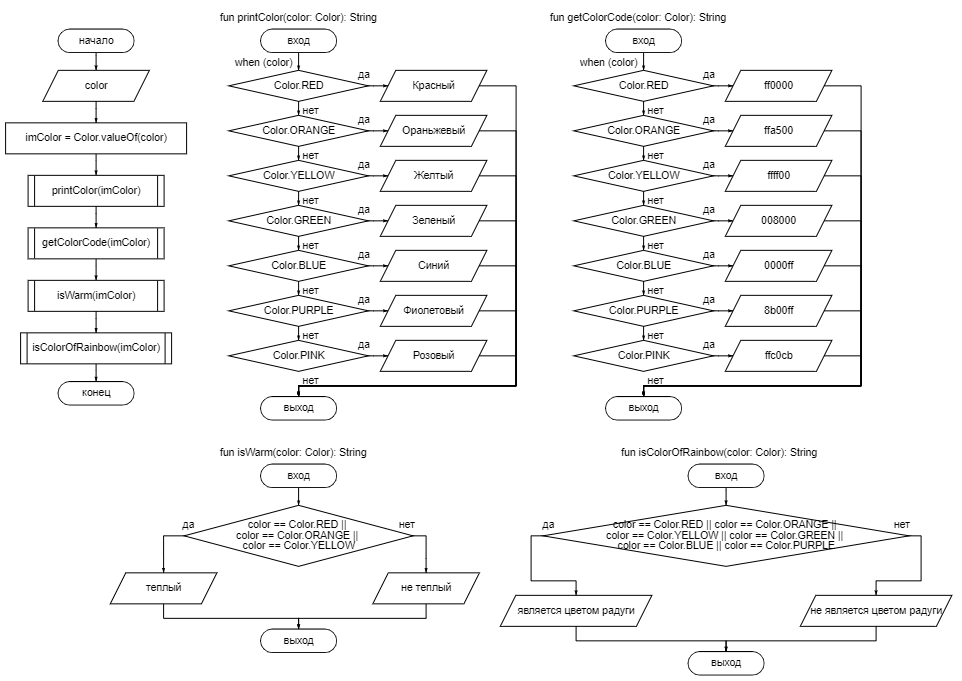 начало
color
imColor = Color.valueOf(color)
printColor(imColor)
getColorCode(imColor)
isWarm(imColor)
isColorOfRainbow(imColor)
конец
fun printColor(color: Color): String
вход
when (color)
Color.RED
да
Красный
нет
Color.ORANGE
да
Ораньжевый
нет
Color.YELLOW
да
Желтый
нет
Color.GREEN
да
Зеленый
нет
Color.BLUE
да
Синий
нет
Color.PURPLE
да
Фиолетовый
нет
Color.PINK
да
Розовый
нет
выход
fun getColorCode(color: Color): String
вход
when (color)
Color.RED
да
ff0000
нет
Color.ORANGE
да
ffa500
нет
Color.YELLOW
да
ffff00
нет
Color.GREEN
да
008000
нет
Color.BLUE
да
0000ff
нет
Color.PURPLE
да
8b00ff
нет
Color.PINK
да
ffc0cb
нет
выход
fun isWarm(color: Color): String
вход
да
color == Color.RED ||
color == Color.ORANGE ||
color == Color.YELLOW
нет
теплый
не теплый
выход
fun isColorOfRainbow(color: Color): String
вход
да
color == Color.RED || color == Color.ORANGE ||
color == Color.YELLOW || color == Color.GREEN ||
color == Color.BLUE || color == Color.PURPLE
нет
является цветом радуги
не является цветом радуги
выход